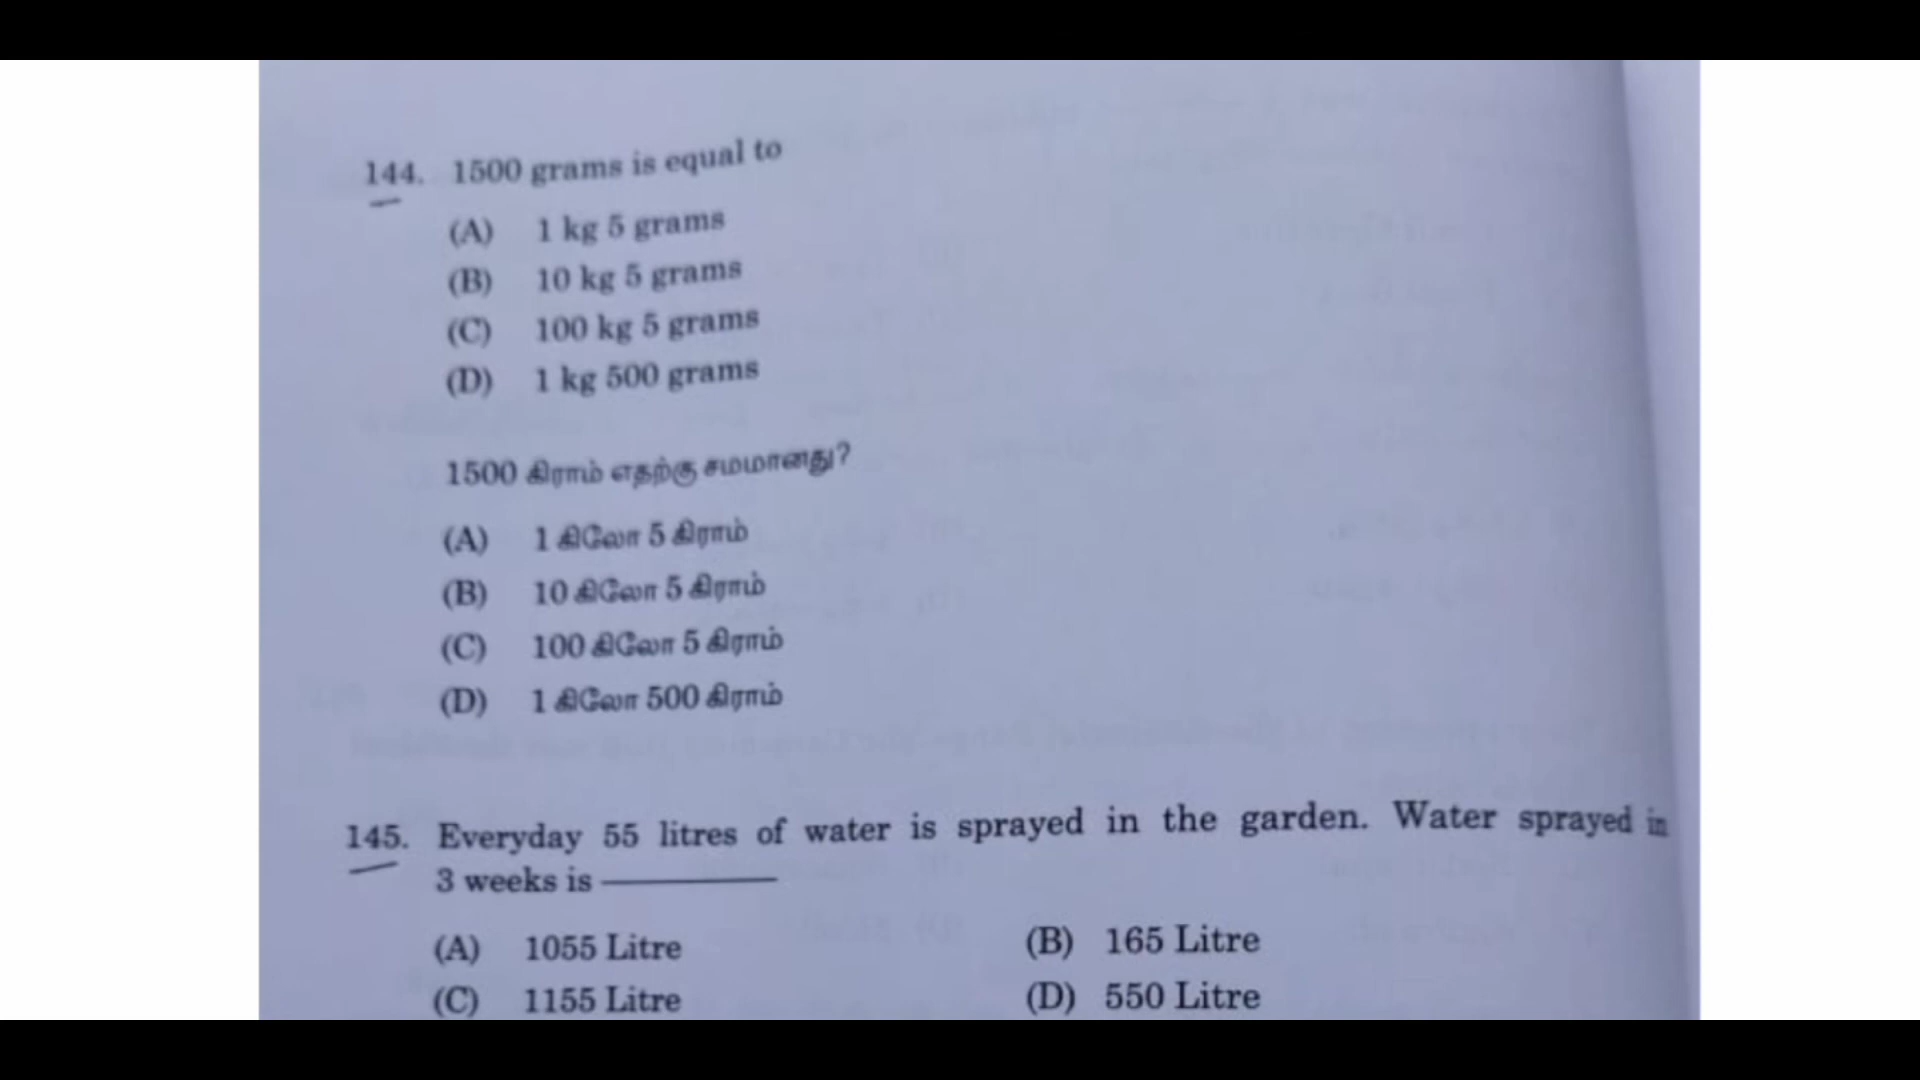 144. 1500 grams is equal to
(A) 1 kg 5 grams
(B) 10 kg 5 grams
(C) 100 kg 5 grams
(D) 1 kg 500 grams
1500 கிராம் எதற்கு சமமானது?
(A) 1 கிலோ 5 கிராம்
(B) 10 கிலோ 5 கிராம்
(C) 100 கிலோ 5 கிராம்
(D) 1 கிலோ 500 கிராம்
145. Everyday 55 litres of water is sprayed in the garden. Water sprayed in
3 weeks is
(A) 1055 Litre (B) 165 Litre
(C) 1155 Litre (D) 550 Litre